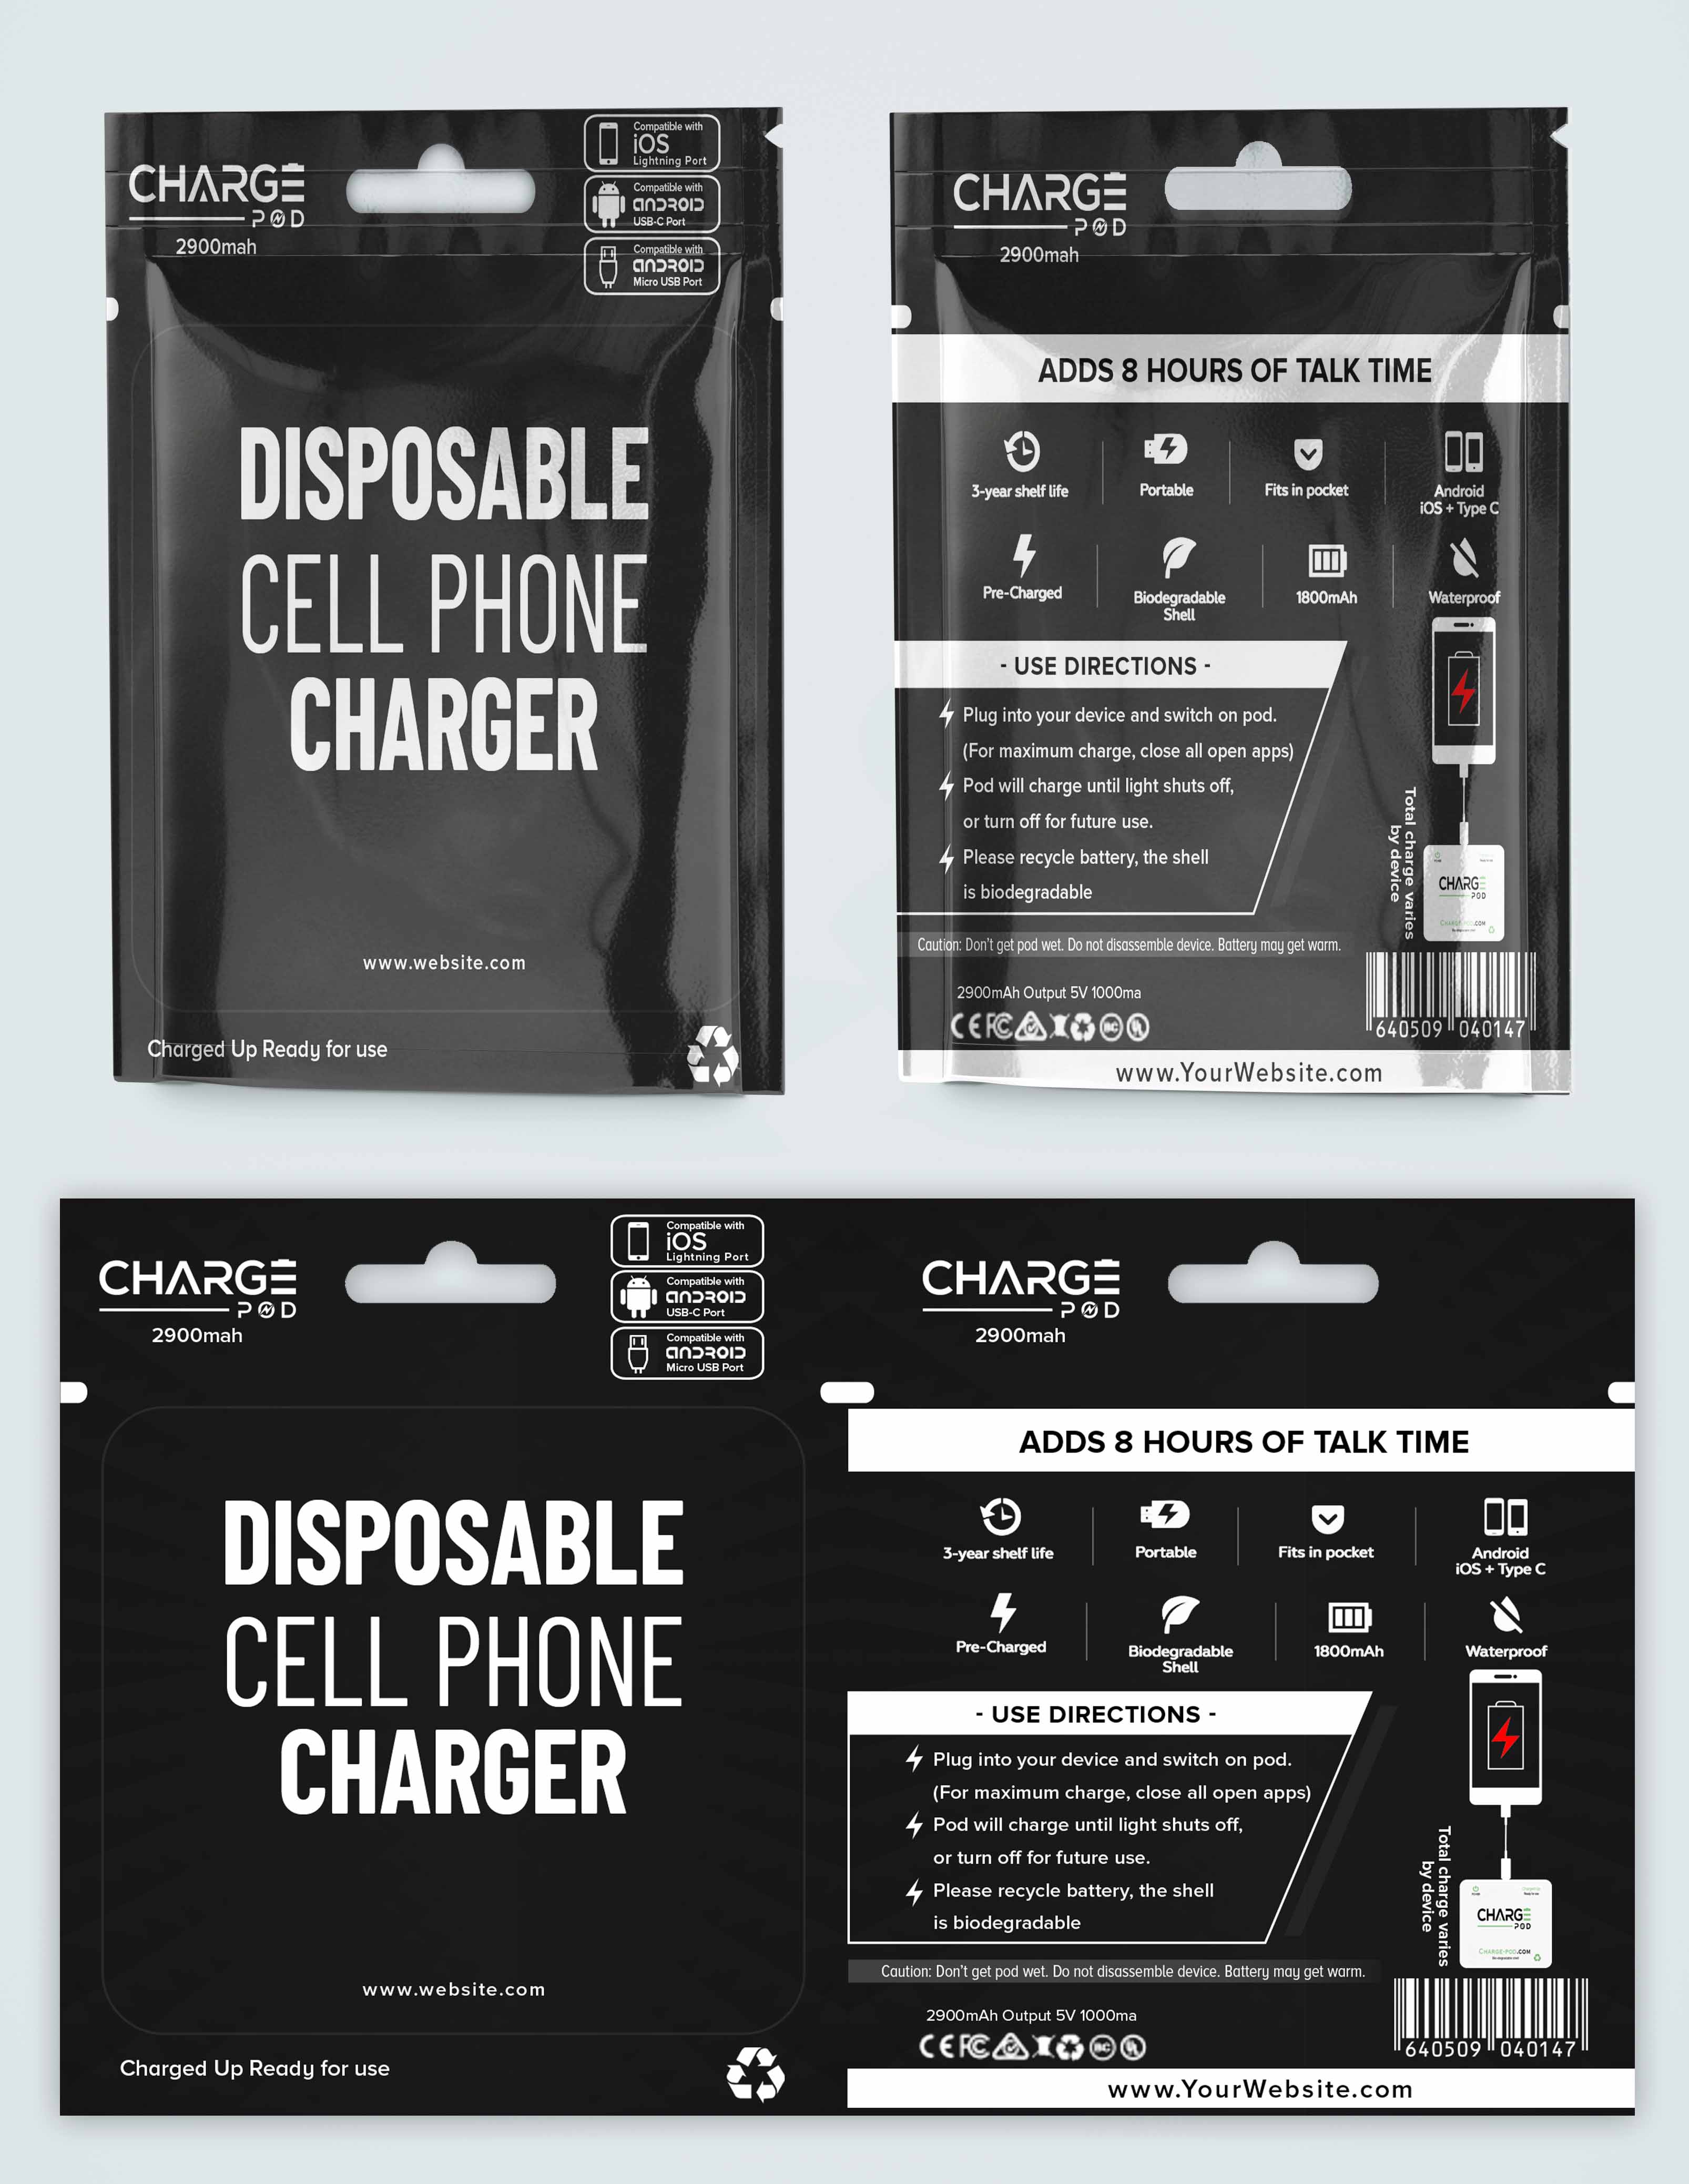 CHARGE
POD
2900mah
Compatible with
iOS
Lightning Port
Compatible with
ANDROID
USB-C Port
Compatible with
ANDROID
Micro USB Port
DISPOSABLE
CELL PHONE
CHARGER
www.website.com
Charged Up Ready for use
CHARGE
POD
2900mah
ADDS 8 HOURS OF TALK TIME
3-year shelf life
Portable
Fits in pocket
Android
iOS + Type C
Pre-Charged
Biodegradable
Shell
1800mAh
Waterproof
- USE DIRECTIONS -
Plug into your device and switch on pod.
(For maximum charge, close all open apps)
Pod will charge until light shuts off,
or turn off for future use.
Please recycle battery, the shell
is biodegradable
Total charge varies
by device
CHARGE
POD
Caution: Don't get pod wet. Do not disassemble device. Battery may get warm.
2900mAh Output 5V 1000ma
CE FC
640509 040147
www.YourWebsite.com
CHARGE
POD
2900mah
Compatible with
iOS
Lightning Port
Compatible with
ANDROID
USB-C Port
Compatible with
ANDROID
Micro USB Port
DISPOSABLE
CELL PHONE
CHARGER
www.website.com
Charged Up Ready for use
CHARGE
POD
2900mah
ADDS 8 HOURS OF TALK TIME
3-year shelf life
Portable
Fits in pocket
Android
iOS + Type C
Pre-Charged
Biodegradable
Shell
1800mAh
Waterproof
- USE DIRECTIONS -
Plug into your device and switch on pod.
(For maximum charge, close all open apps)
Pod will charge until light shuts off,
or turn off for future use.
Please recycle battery, the shell
is biodegradable
Total charge varies
by device
CHARGE
POD
CHARGE-POD.COM
Caution: Don't get pod wet. Do not disassemble device. Battery may get warm.
2900mAh Output 5V 1000ma
CE FC
640509 040147
www.YourWebsite.com